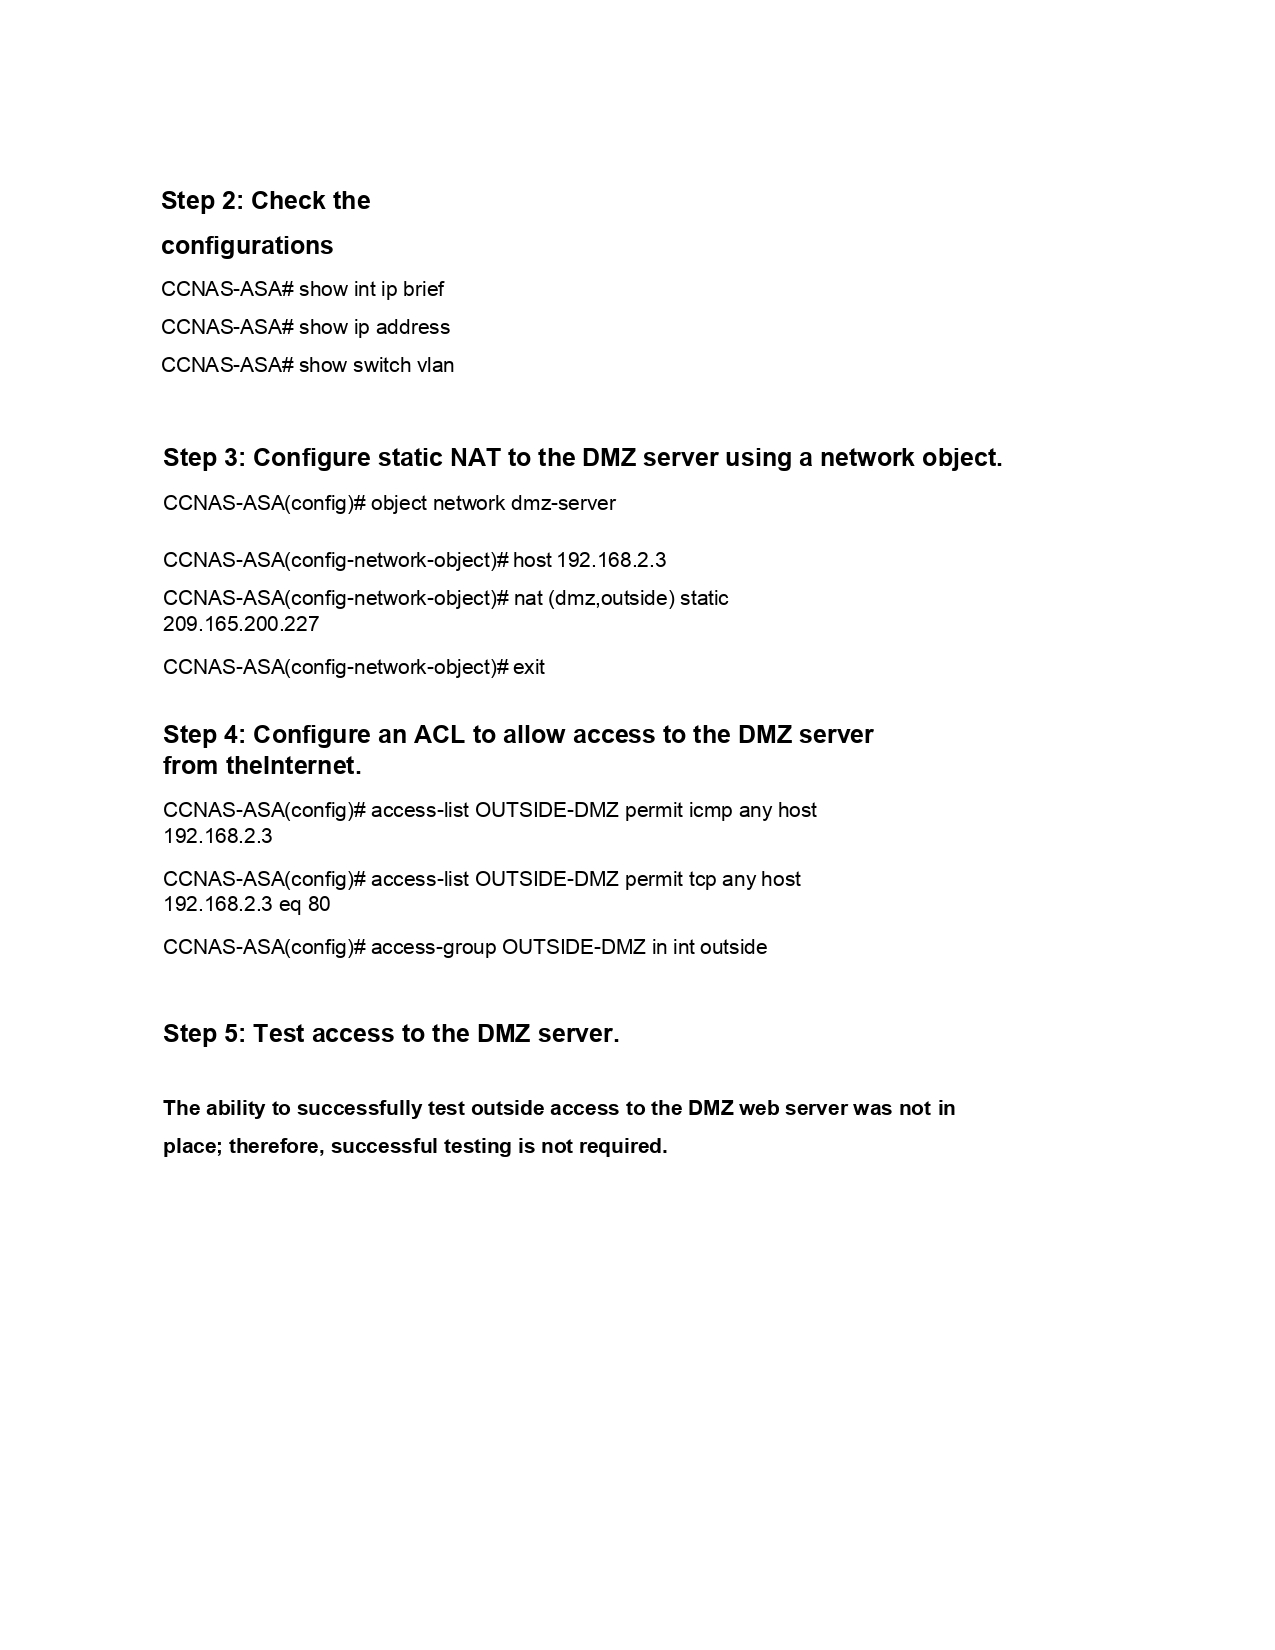 Step 2: Check the
configurations
CCNAS-ASA# show int ip brief
CCNAS-ASA# show ip address
CCNAS-ASA# show switch vlan
Step 3: Configure static NAT to the DMZ server using a network object.
CCNAS-ASA(config)# object network dmz-server
CCNAS-ASA(config-network-object)# host 192.168.2.3
CCNAS-ASA(config-network-object)# nat (dmz,outside) static
209.165.200.227
CCNAS-ASA(config-network-object)# exit
Step 4: Configure an ACL to allow access to the DMZ server
from theInternet.
CCNAS-ASA(config)# access-list OUTSIDE-DMZ permit icmp any host
192.168.2.3
CCNAS-ASA(config)# access-list OUTSIDE-DMZ permit tcp any host
192.168.2.3 eq 80
CCNAS-ASA(config)# access-group OUTSIDE-DMZ in int outside
Step 5: Test access to the DMZ server.
The ability to successfully test outside access to the DMZ web server was not in
place; therefore, successful testing is not required.